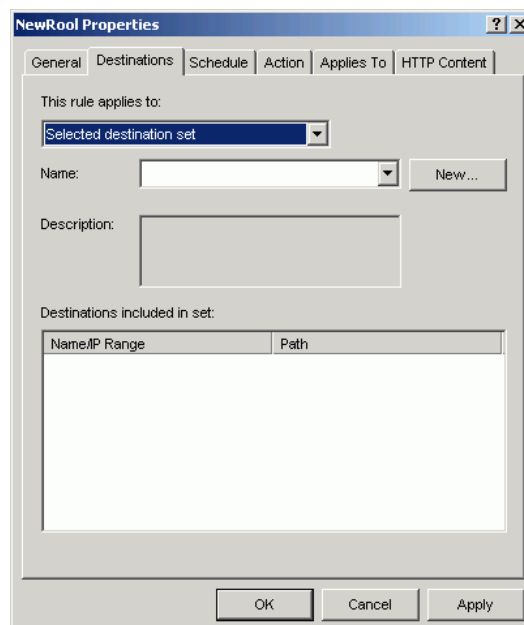 NewRool Properties
General Destinations Schedule Action Applies To HTTP Content
This rule applies to:
Selected destination set
Name: New...
Description:
Destinations included in set:
Name/IP Range Path
OK Cancel Apply